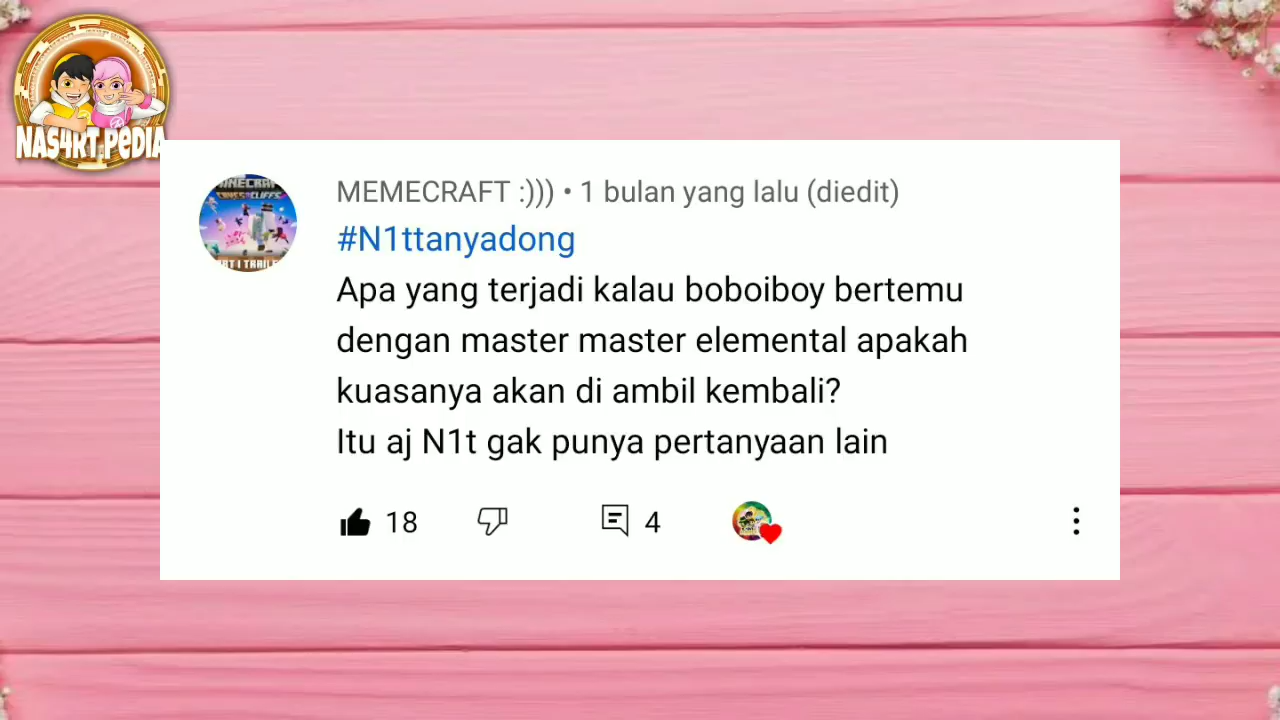 NAS4RT.PEDIA
MEMECRAFT :))) • 1 bulan yang lalu (diedit)
#N1ttanyadong
Apa yang terjadi kalau boboiboy bertemu
dengan master master elemental apakah
kuasanya akan di ambil kembali?
Itu aj N1t gak punya pertanyaan lain
18
4